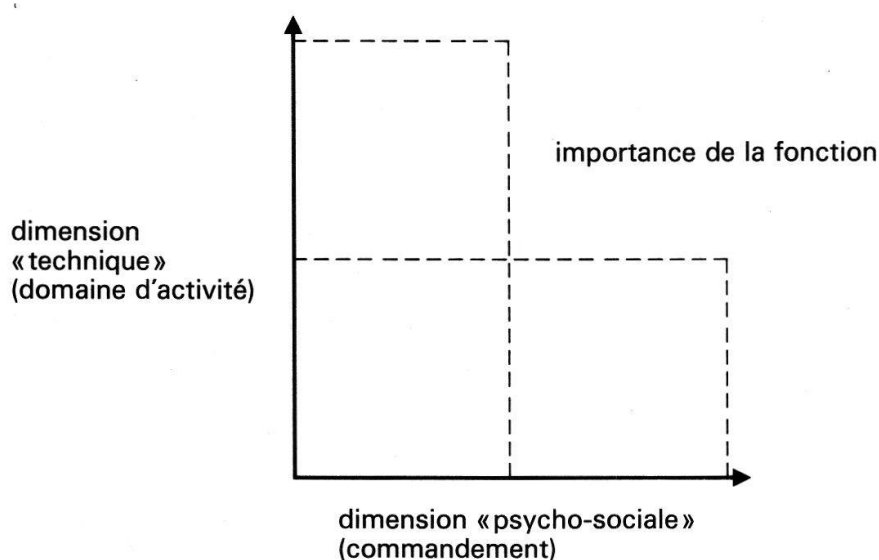 importance de la fonction
dimension
«technique»
(domaine d'activité)
dimension «psycho-sociale»
(commandement)